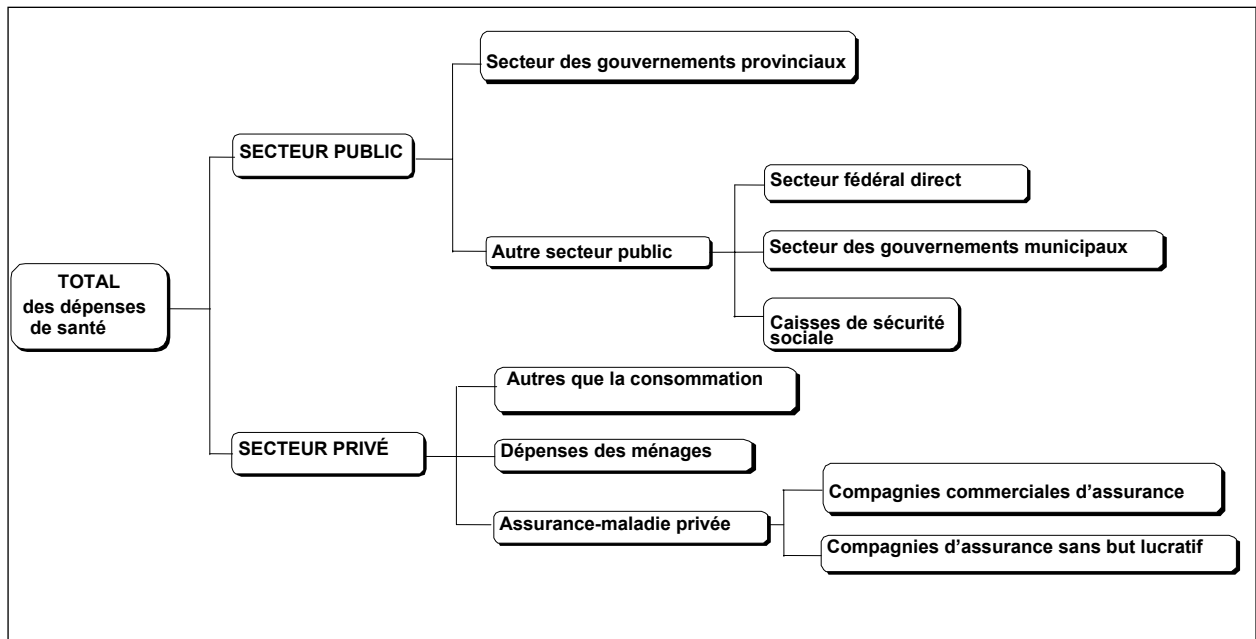 Secteur des gouvernements provinciaux
SECTEUR PUBLIC
Secteur fédéral direct
Autre secteur public
Secteur des gouvernements municipaux
Caisses de sécurité
sociale
TOTAL
des dépenses
de santé
Autres que la consommation
SECTEUR PRIVÉ
Dépenses des ménages
Compagnies commerciales d’assurance
Assurance-maladie privée
Compagnies d’assurance sans but lucratif